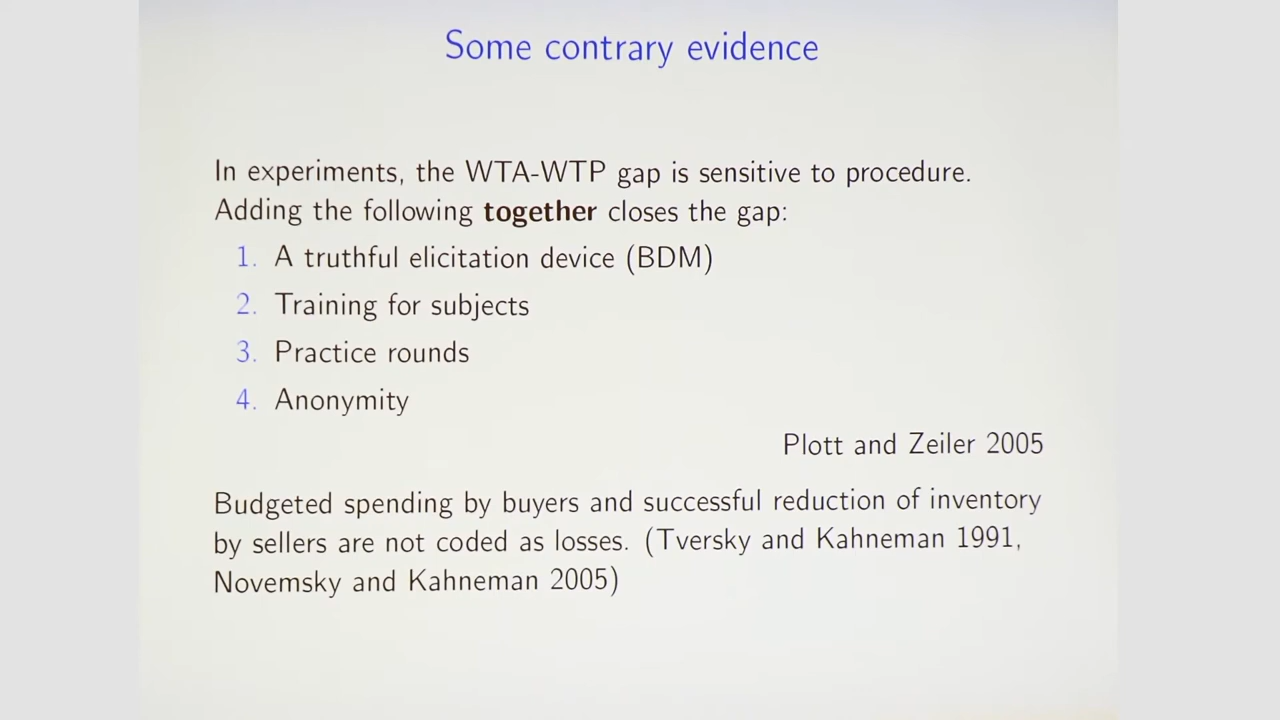 Some contrary evidence
In experiments, the WTA-WTP gap is sensitive to procedure.
Adding the following together closes the gap:
1. A truthful elicitation device (BDM)
2. Training for subjects
3. Practice rounds
4. Anonymity
Plott and Zeiler 2005
Budgeted spending by buyers and successful reduction of inventory
by sellers are not coded as losses. (Tversky and Kahneman 1991,
Novemsky and Kahneman 2005)